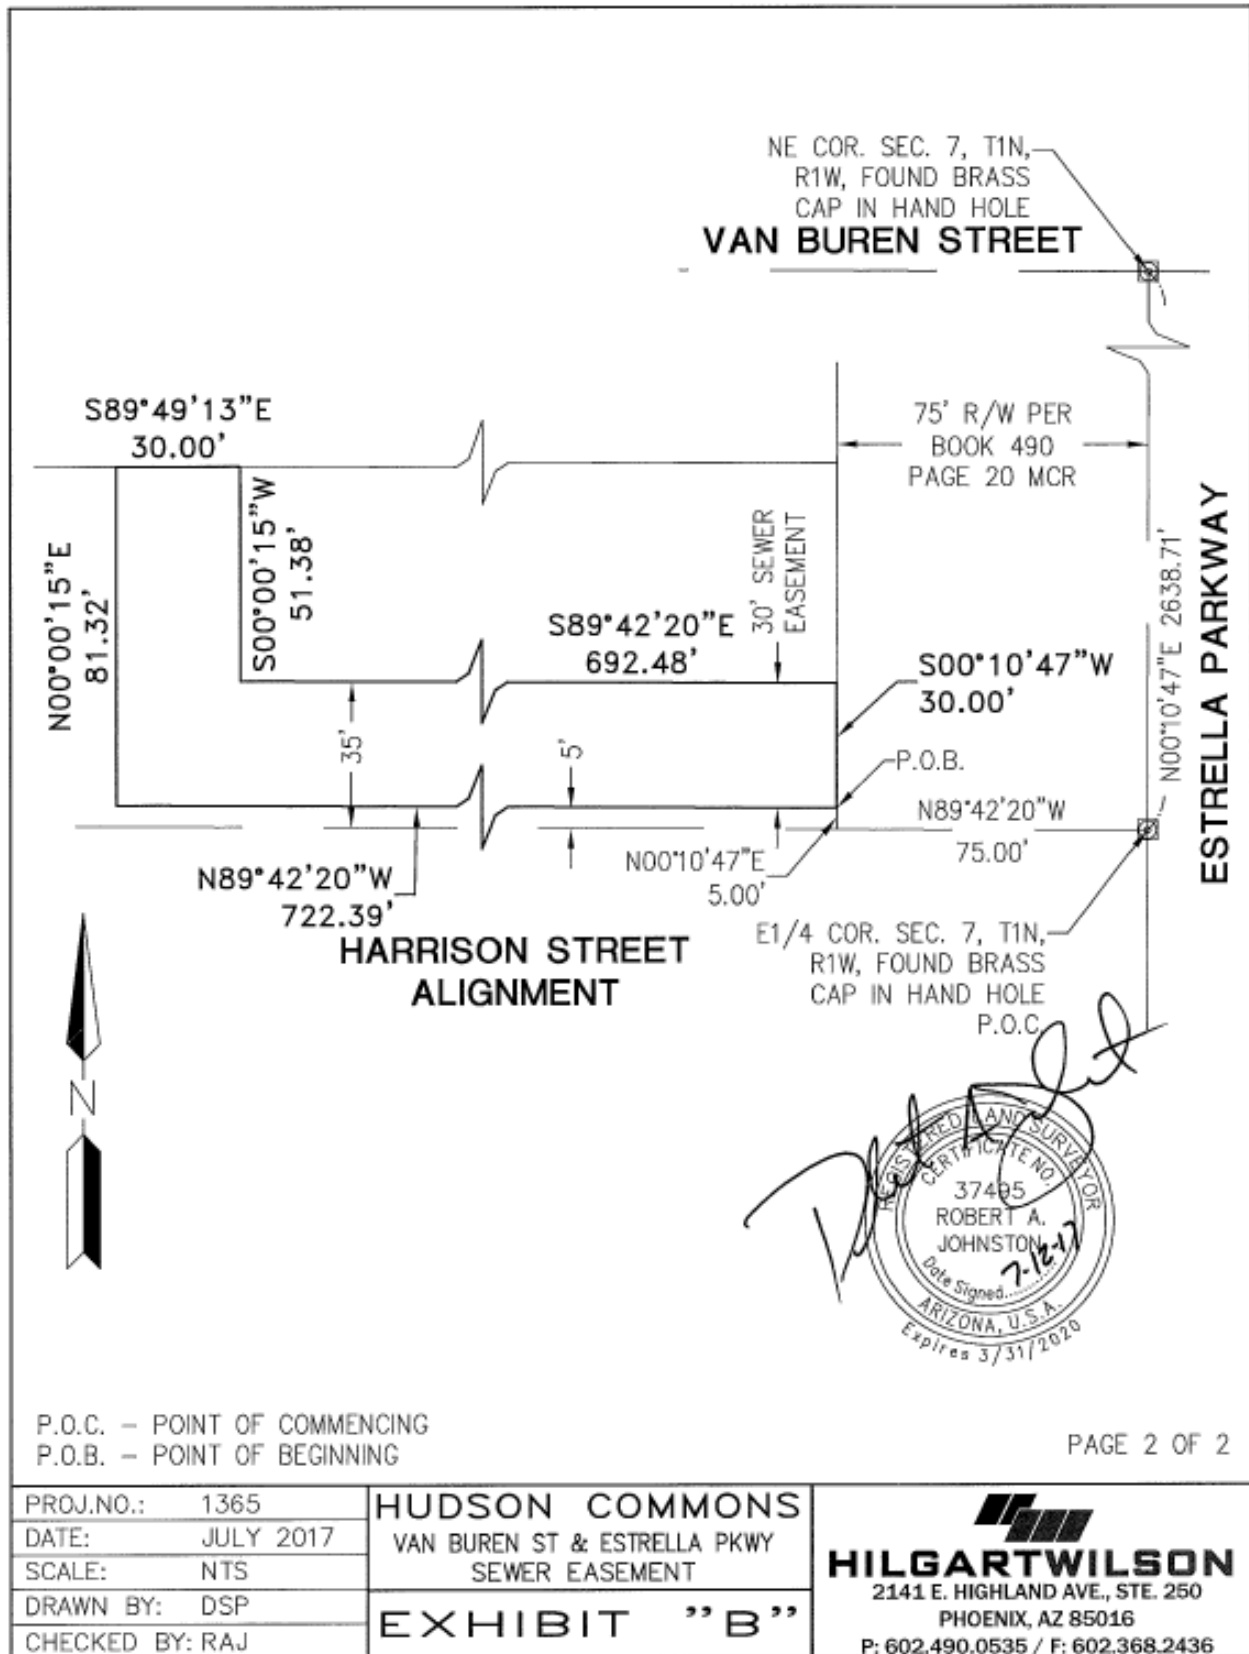 NE COR. SEC. 7, T1N,
R1W, FOUND BRASS
CAP IN HAND HOLE
VAN BUREN STREET
S89°49'13"E
30.00'
75' R/W PER
BOOK 490
PAGE 20 MCR
N00°00'15"E
81.32'
S00°00'15"W
51.38'
30' SEWER
EASEMENT
S89°42'20"E
692.48'
S00°10'47"W
30.00'
N00°10'47"E 2638.71'
ESTRELLA PARKWAY
35'
5'
P.O.B.
N89°42'20"W
75.00'
N00°10'47"E
5.00'
N89°42'20"W
722.39'
HARRISON STREET
ALIGNMENT
E1/4 COR. SEC. 7, T1N,
R1W, FOUND BRASS
CAP IN HAND HOLE
P.O.C.
N
REGISTERED LAND SURVEYOR
CERTIFICATE NO.
37495
ROBERT A.
JOHNSTON
Date Signed 7-12-17
ARIZONA, U.S.A.
Expires 3/31/2020
P.O.C. – POINT OF COMMENCING
P.O.B. – POINT OF BEGINNING
PAGE 2 OF 2
PROJ.NO.: 1365
DATE: JULY 2017
SCALE: NTS
DRAWN BY: DSP
CHECKED BY: RAJ
HUDSON COMMONS
VAN BUREN ST & ESTRELLA PKWY
SEWER EASEMENT
EXHIBIT "B"
HILGARTWILSON
2141 E. HIGHLAND AVE., STE. 250
PHOENIX, AZ 85016
P: 602.490.0535 / F: 602.368.2436